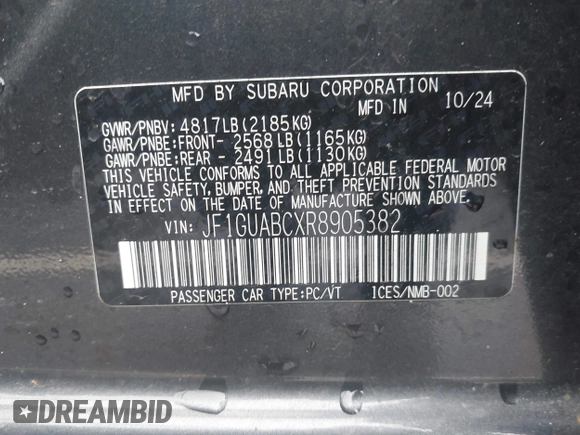 MFD BY SUBARU CORPORATION
MFD IN 10/24
GVWR/PNBV: 4817LB(2185KG)
GAWR/PNBE:FRONT- 2568LB(1165KG)
GAWR/PNBE:REAR - 2491LB(1130KG)
THIS VEHICLE CONFORMS TO ALL APPLICABLE FEDERAL MOTOR
VEHICLE SAFETY, BUMPER, AND THEFT PREVENTION STANDARDS
IN EFFECT ON THE DATE OF MANUFACTURE SHOWN ABOVE.
VIN: JF1GUABCXR8905382
PASSENGER CAR TYPE:PC/VT ICES/NMB-002
DREAMBID